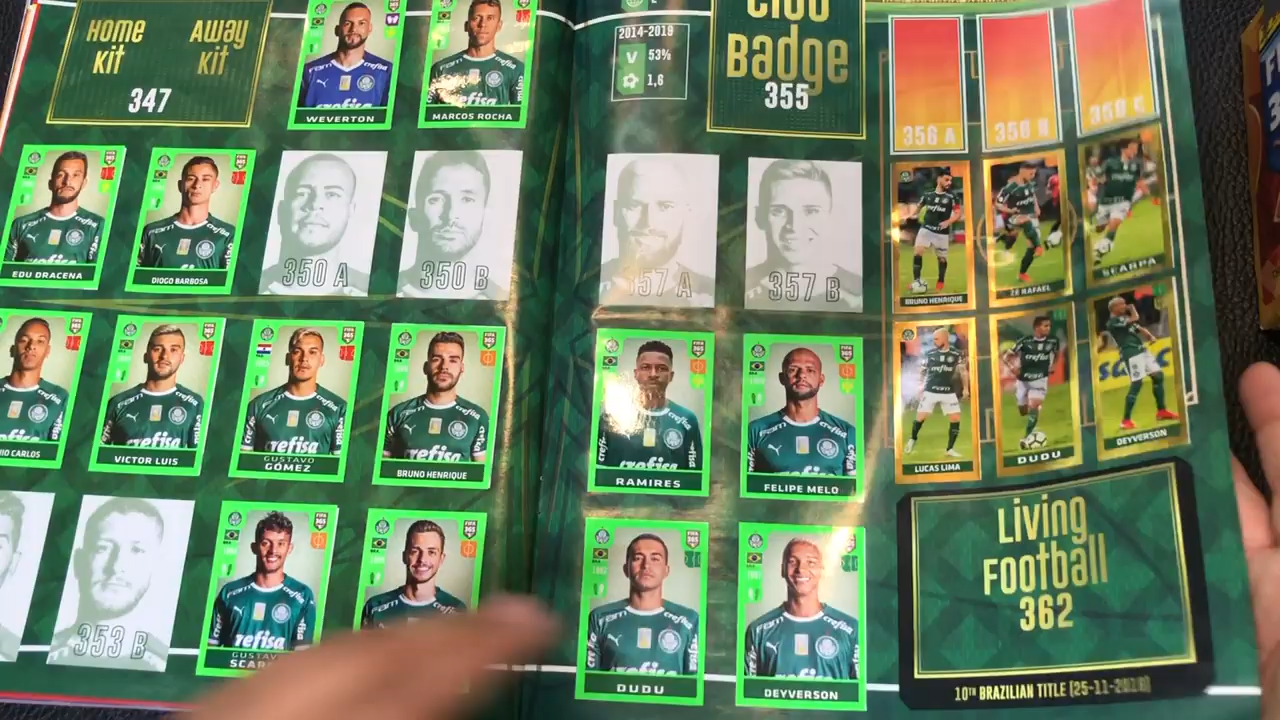 HOME KIT
AWAY KIT
347
WEVERTON
MARCOS ROCHA
2014-2019
V 53%
1,6
CLUB
BADGE
355
356 A
EDU DRACENA
DIOGO BARBOSA
350 A
350 B
357 A
357 B
BRUNO HENRIQUE
ZÉ RAFAEL
SCARPA
VICTOR LUIS
GUSTAVO
GÓMEZ
BRUNO HENRIQUE
RAMIRES
FELIPE MELO
LUCAS LIMA
DUDU
DEYVERSON
353 B
DUDU
DEYVERSON
LIVING
FOOTBALL
362
10TH BRAZILIAN TITLE (25-11-2018)